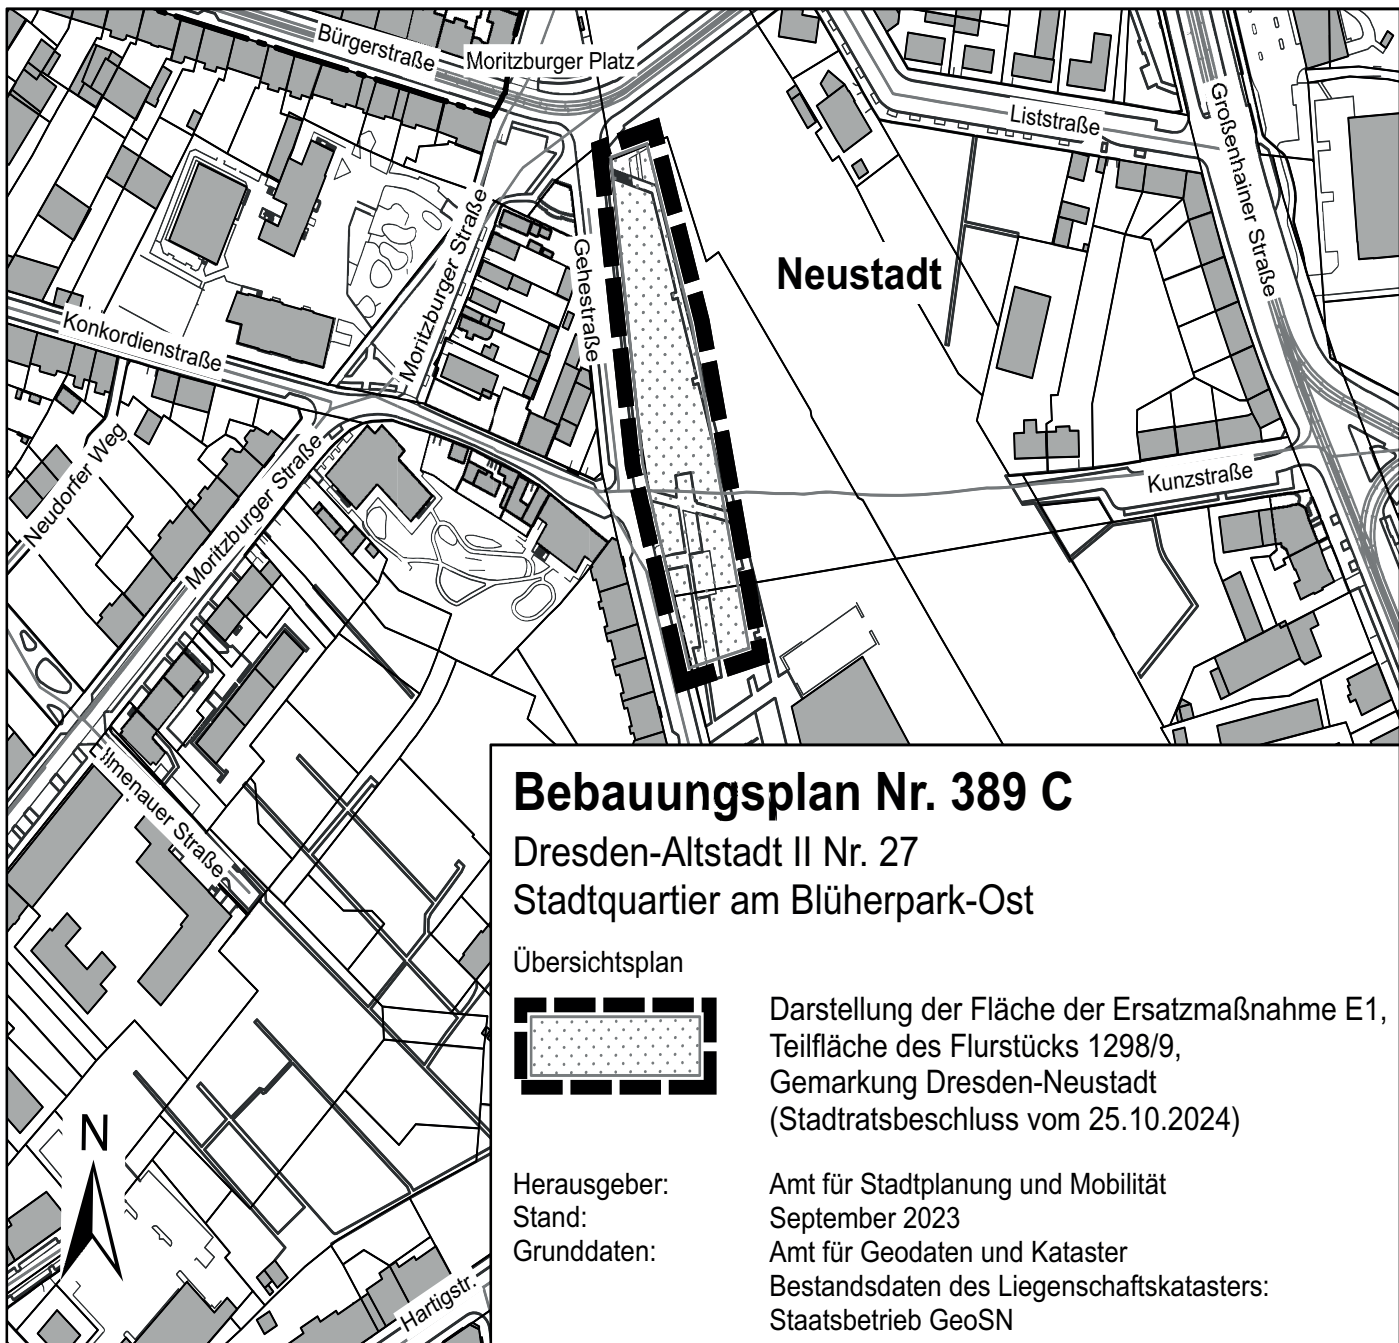 Bürgerstraße
Moritzburger Platz
Liststraße
Großenhainer Straße
Moritzburger Straße
Gehestraße
Neustadt
Konkordienstraße
Neudorfer Weg
Moritzburger Straße
Kunzstraße
Ilmenauer Straße
Hartigstr.
N
Bebauungsplan Nr. 389 C
Dresden-Altstadt II Nr. 27
Stadtquartier am Blüherpark-Ost
Übersichtsplan
Darstellung der Fläche der Ersatzmaßnahme E1,
Teilfläche des Flurstücks 1298/9,
Gemarkung Dresden-Neustadt
(Stadtratsbeschluss vom 25.10.2024)
Herausgeber: Amt für Stadtplanung und Mobilität
Stand: September 2023
Grunddaten: Amt für Geodaten und Kataster
Bestandsdaten des Liegenschaftskatasters:
Staatsbetrieb GeoSN